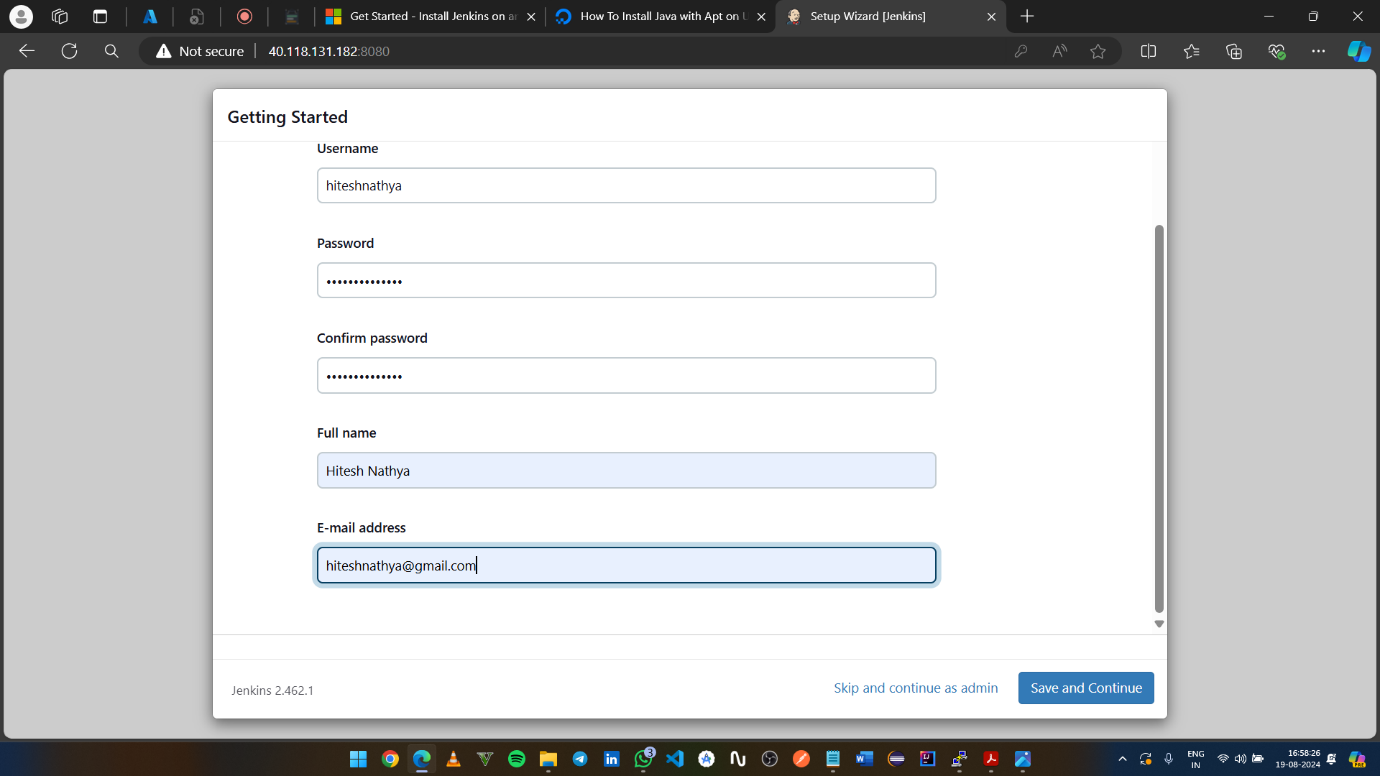 Get Started - Install Jenkins on a
How To Install Java with Apt on U
Setup Wizard [Jenkins]
Not secure
40.118.131.182:8080
Getting Started
Username
hiteshnathya
Password
••••••••••••••
Confirm password
••••••••••••••
Full name
Hitesh Nathya
E-mail address
hiteshnathya@gmail.com
Jenkins 2.462.1
Skip and continue as admin
Save and Continue
3
ENG
IN
16:58:26
19-08-2024
PRE